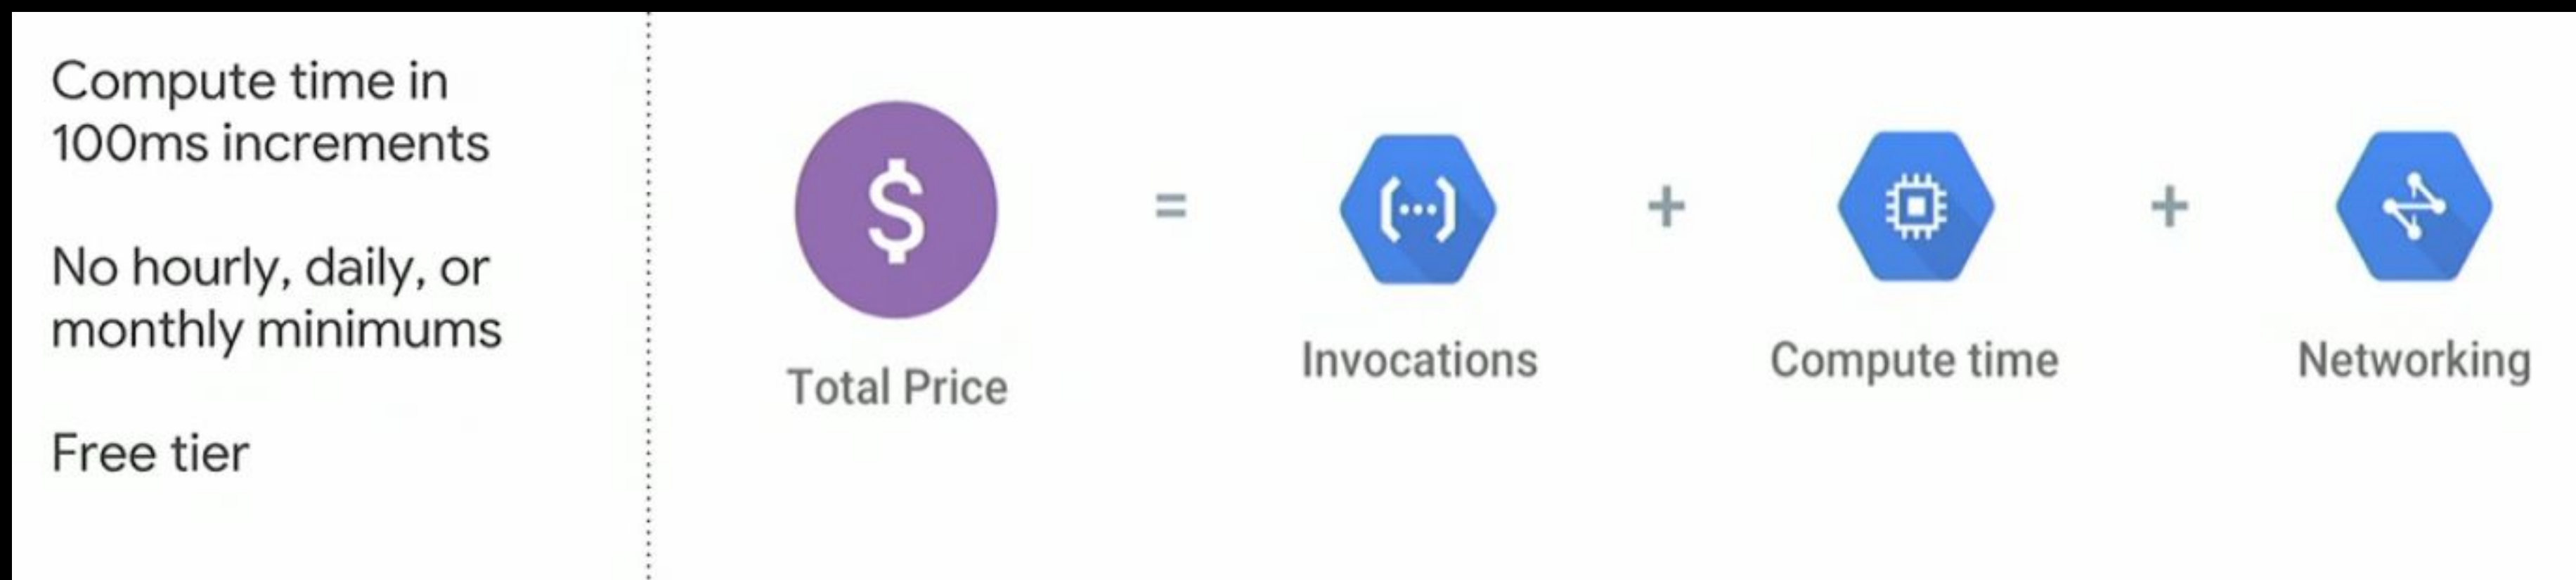 Compute time in
100ms increments
No hourly, daily, or
monthly minimums
Free tier
$
Total Price
=
Invocations
+
Compute time
+
Networking